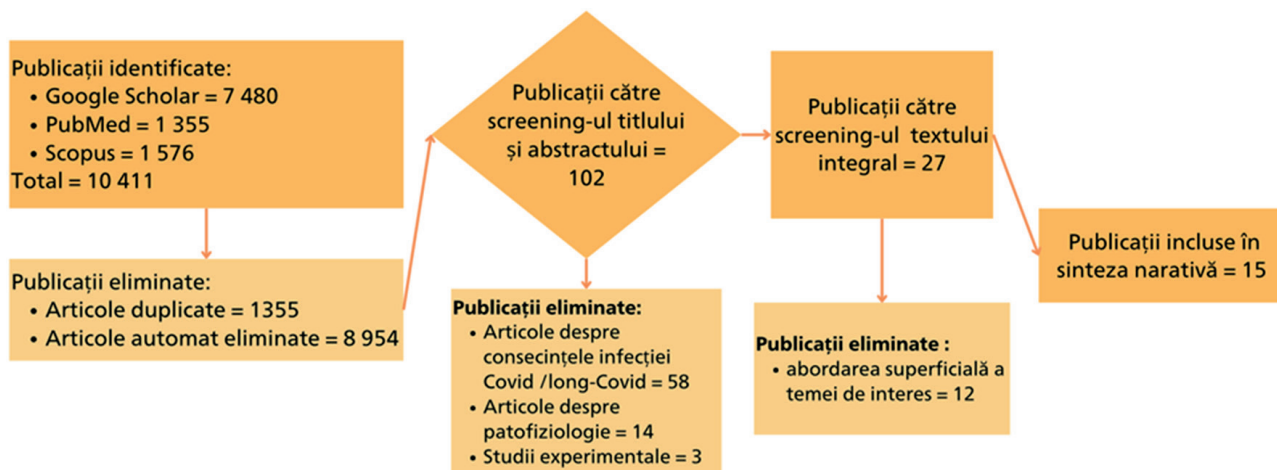 Publicații identificate:
• Google Scholar = 7 480
• PubMed = 1 355
• Scopus = 1 576
Total = 10 411
Publicații eliminate:
• Articole duplicate = 1355
• Articole automat eliminate = 8 954
Publicații către
screening-ul titlului
și abstractului =
102
Publicații eliminate:
• Articole despre
consecințele infecției
Covid /long-Covid = 58
• Articole despre
patofiziologie = 14
• Studii experimentale = 3
Publicații către
screening-ul textului
integral = 27
Publicații eliminate :
• abordarea superficială a
temei de interes = 12
Publicații incluse în
sinteza narativă = 15